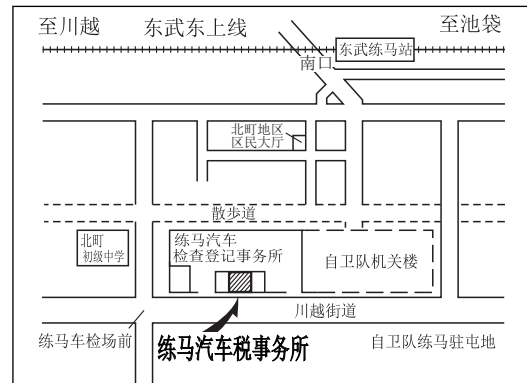 至川越
东武东上线
至池袋
东武练马站
南口
北町地区
区民大厅
散步道
北町
初级中学
练马汽车
检查登记事务所
自卫队机关楼
川越街道
练马车检场前
练马汽车税事务所
自卫队练马驻屯地